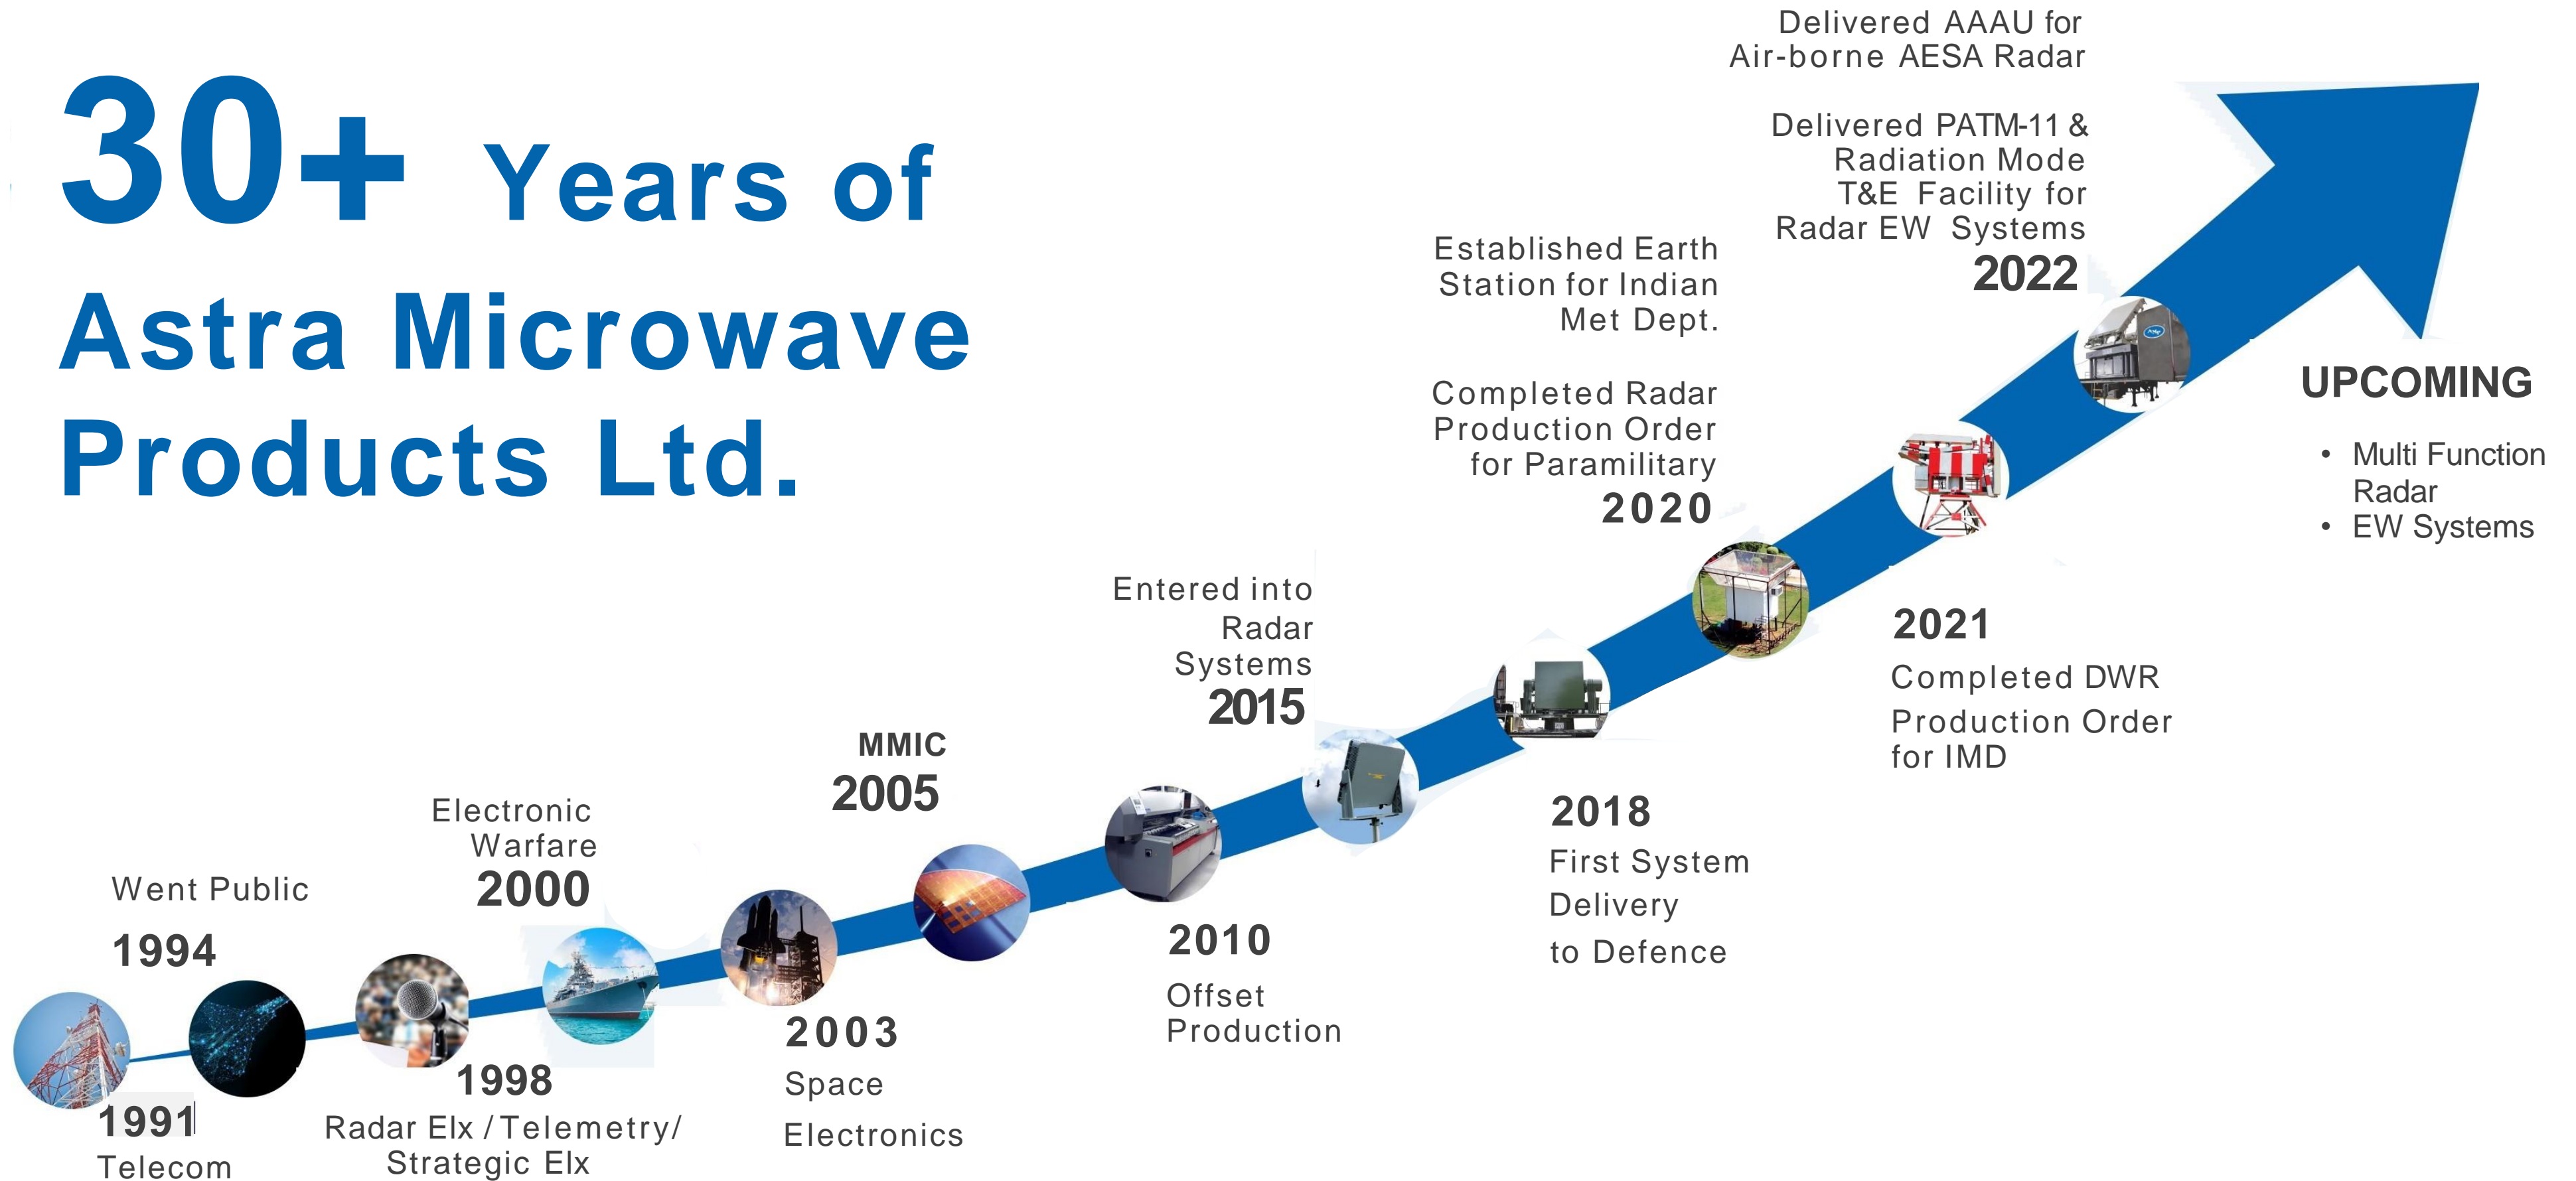 30+ Years of
Astra Microwave
Products Ltd.
1991
Telecom
Went Public
1994
1998
Radar Elx / Telemetry/
Strategic Elx
Electronic
Warfare
2000
2003
Space
Electronics
MMIC
2005
2010
Offset
Production
Entered into
Radar
Systems
2015
2018
First System
Delivery
to Defence
Established Earth
Station for Indian
Met Dept.
Completed Radar
Production Order
for Paramilitary
2020
2021
Completed DWR
Production Order
for IMD
Delivered AAAU for
Air-borne AESA Radar
Delivered PATM-11 &
Radiation Mode
T&E Facility for
Radar EW Systems
2022
UPCOMING
• Multi Function
Radar
• EW Systems